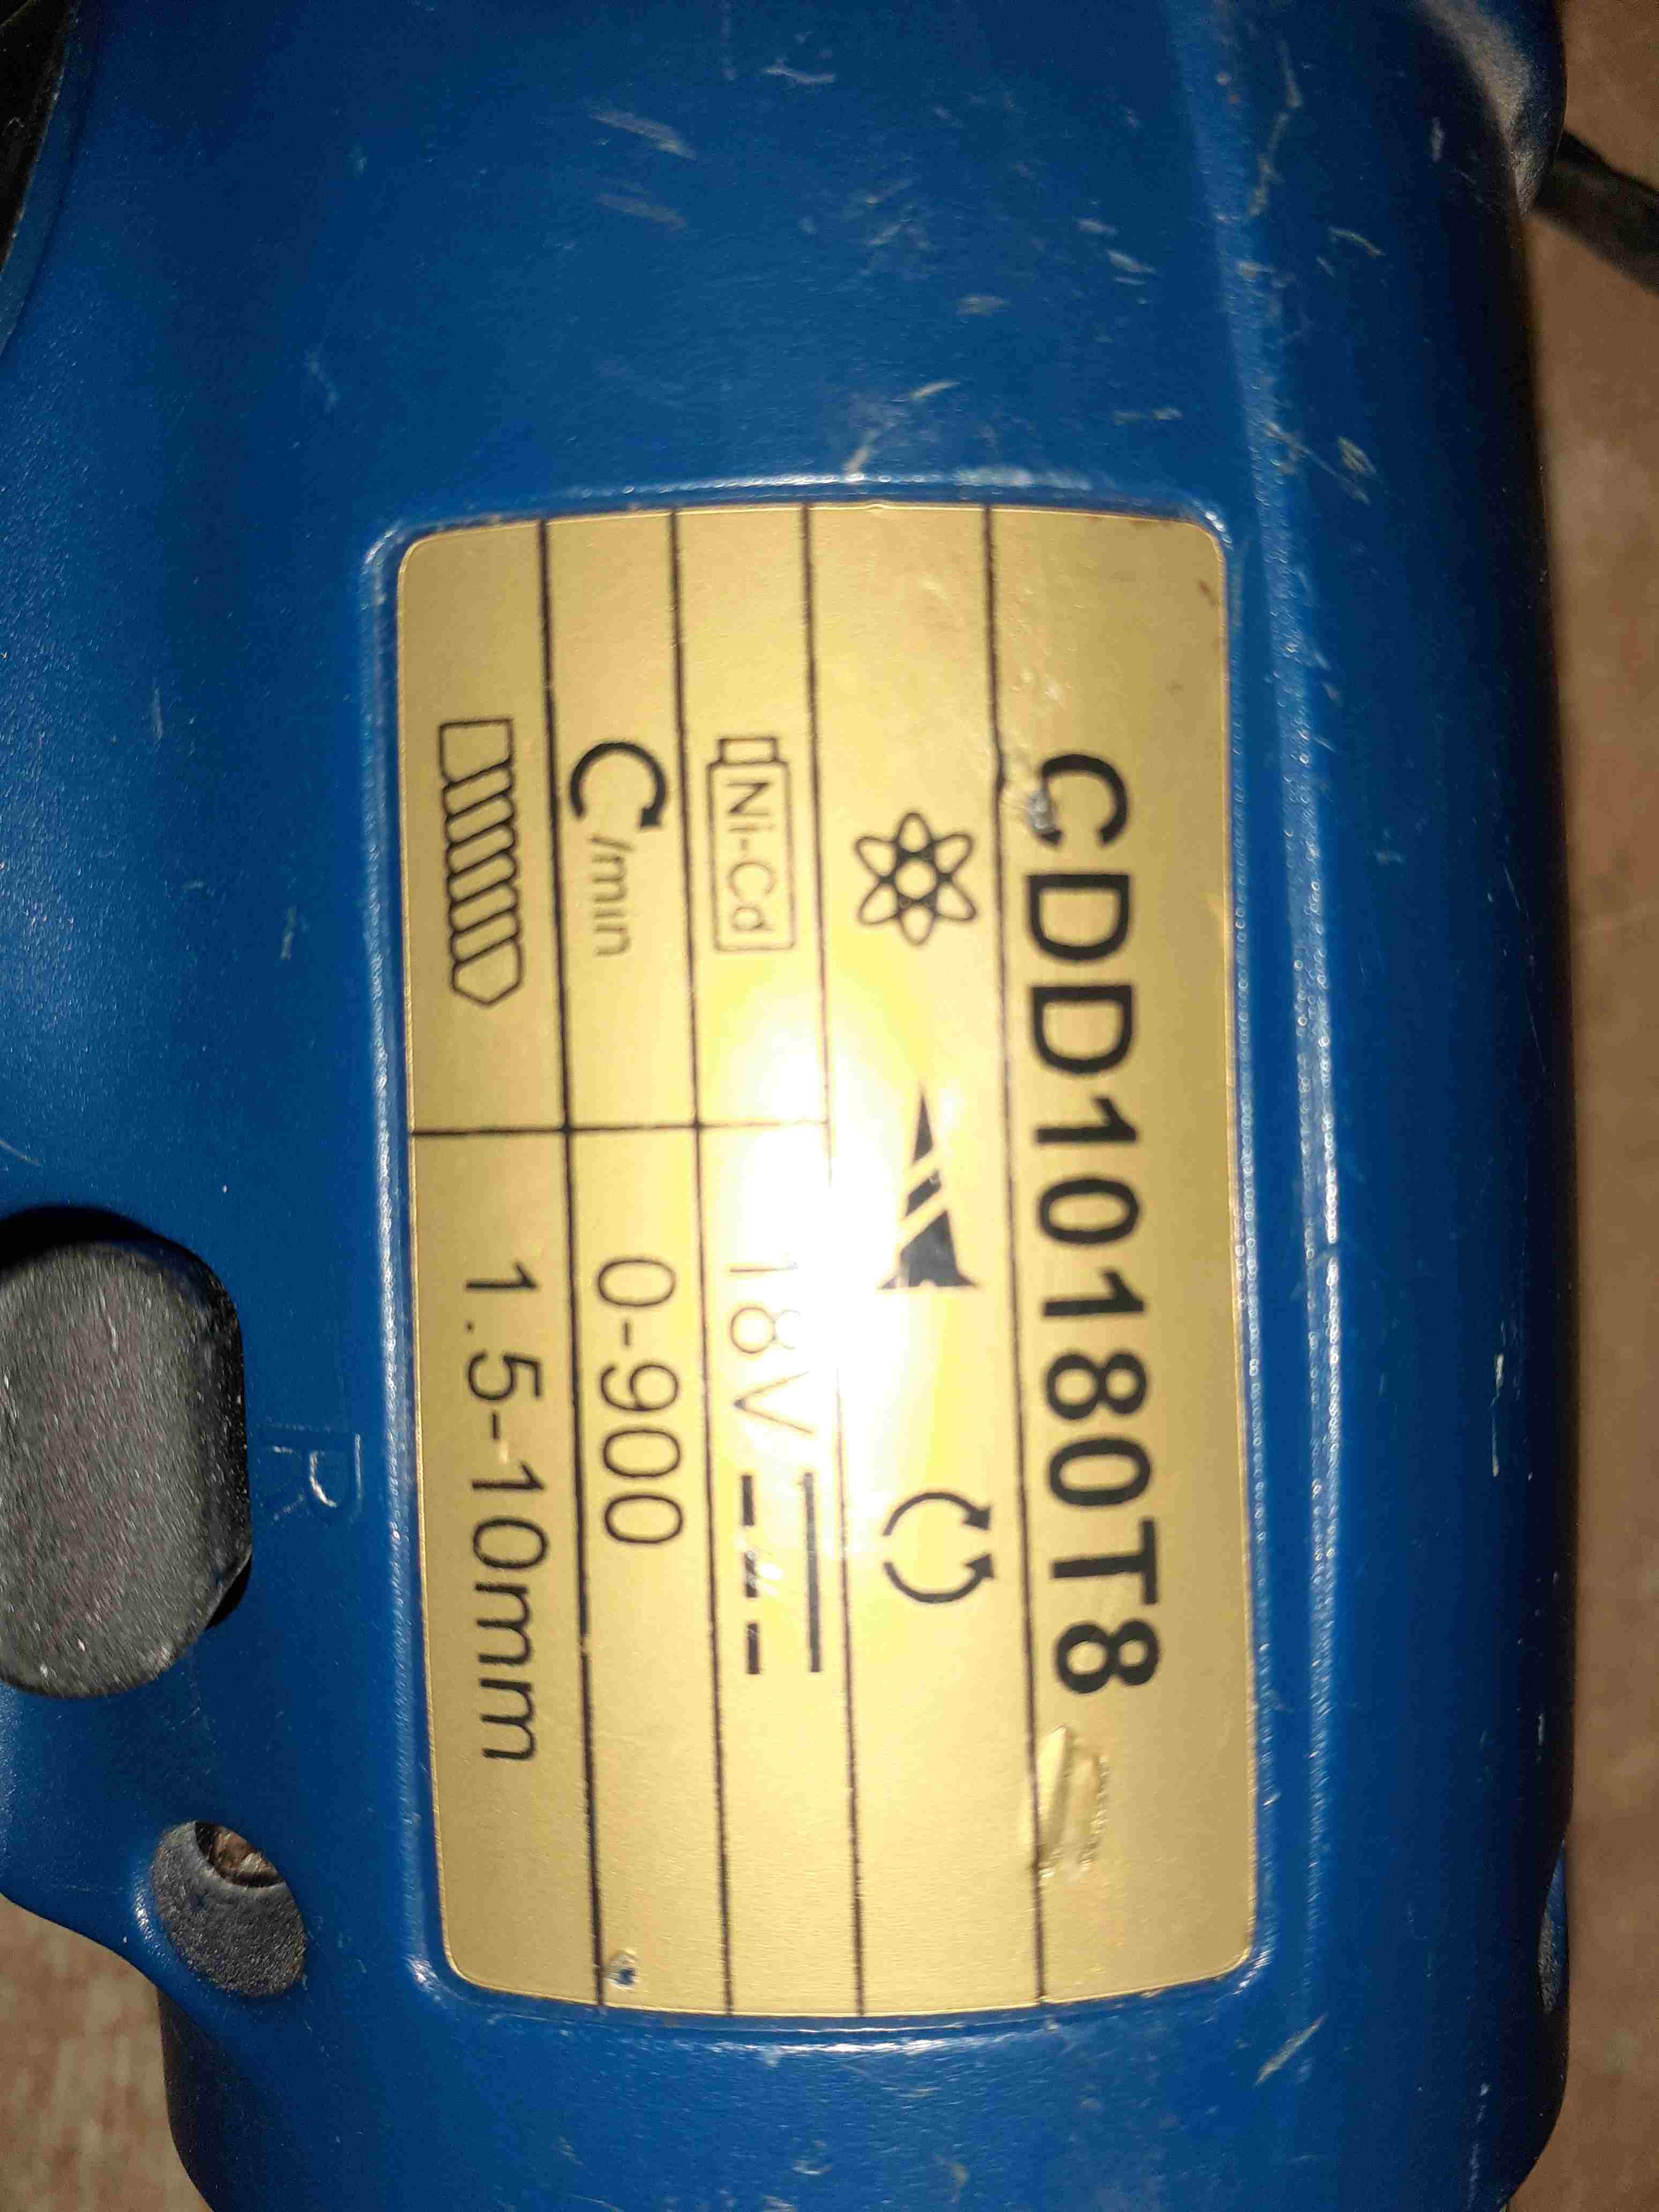 CDD10180T8
Ni-Cd 18V
/min 0-900
1.5-10mm
R